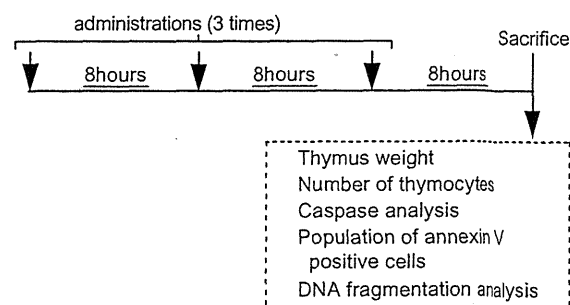 administrations (3 times)
Sacrifice
8hours 8hours 8hours
Thymus weight
Number of thymocytes
Caspase analysis
Population of annexin V
positive cells
DNA fragmentation analysis